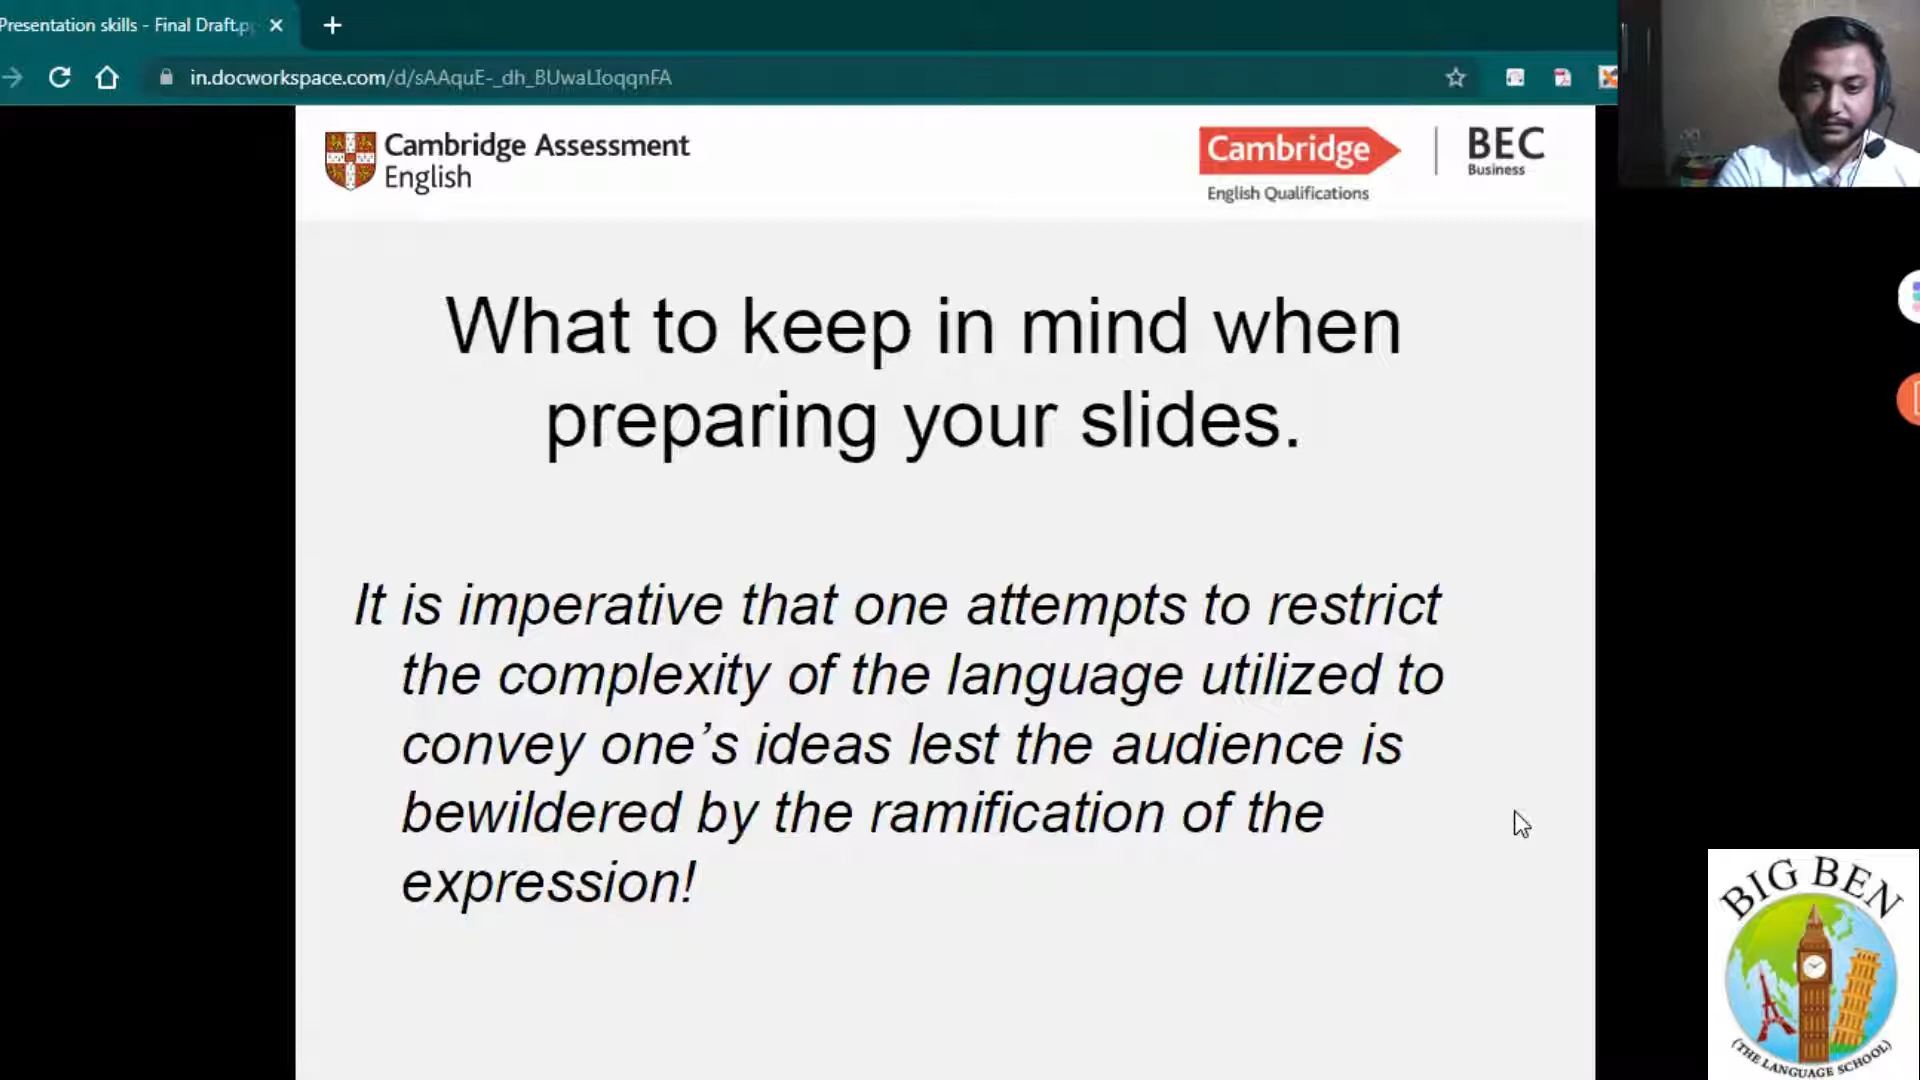 Presentation skills - Final Draft.p
in.docworkspace.com/d/sAAquE-_dh_BUwaLIoqqnFA
Cambridge Assessment
English
Cambridge
English Qualifications
BEC
Business
What to keep in mind when
preparing your slides.
It is imperative that one attempts to restrict
the complexity of the language utilized to
convey one’s ideas lest the audience is
bewildered by the ramification of the
expression!
BIG BEN
(THE LANGUAGE SCHOOL)